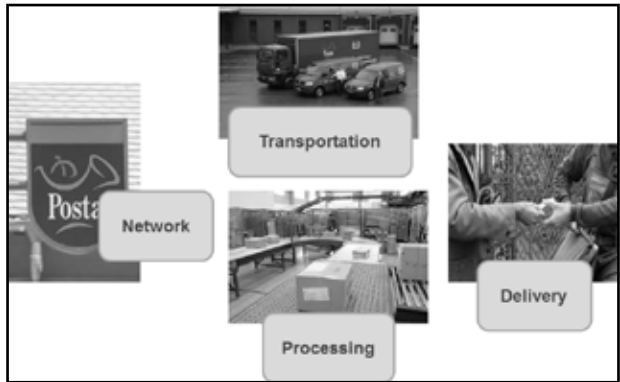 Transportation
Posta
Network
Processing
Delivery